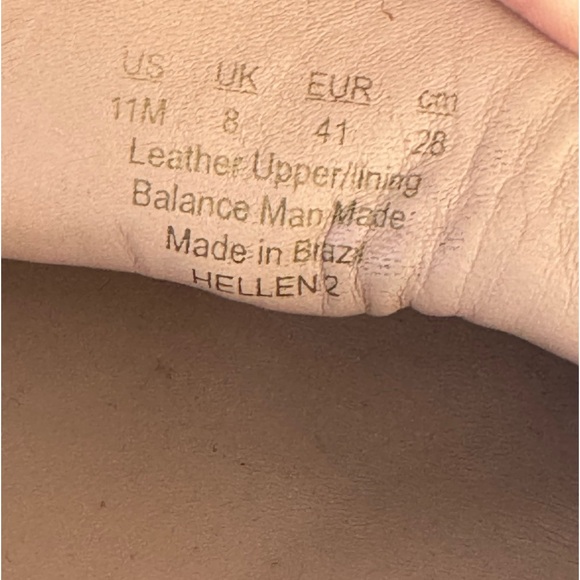 US UK EUR cm
11M 8 41 28
Leather Upper/lining
Balance Man Made
Made in Brazil
HELLEN 2